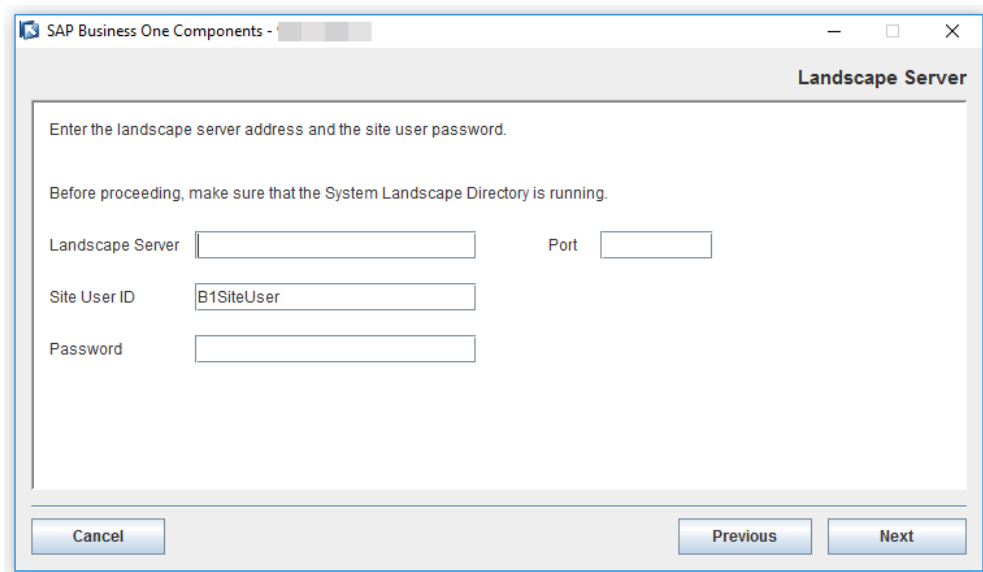 SAP Business One Components -
Landscape Server
Enter the landscape server address and the site user password.
Before proceeding, make sure that the System Landscape Directory is running.
Landscape Server Port
Site User ID B1SiteUser
Password
Cancel Previous Next